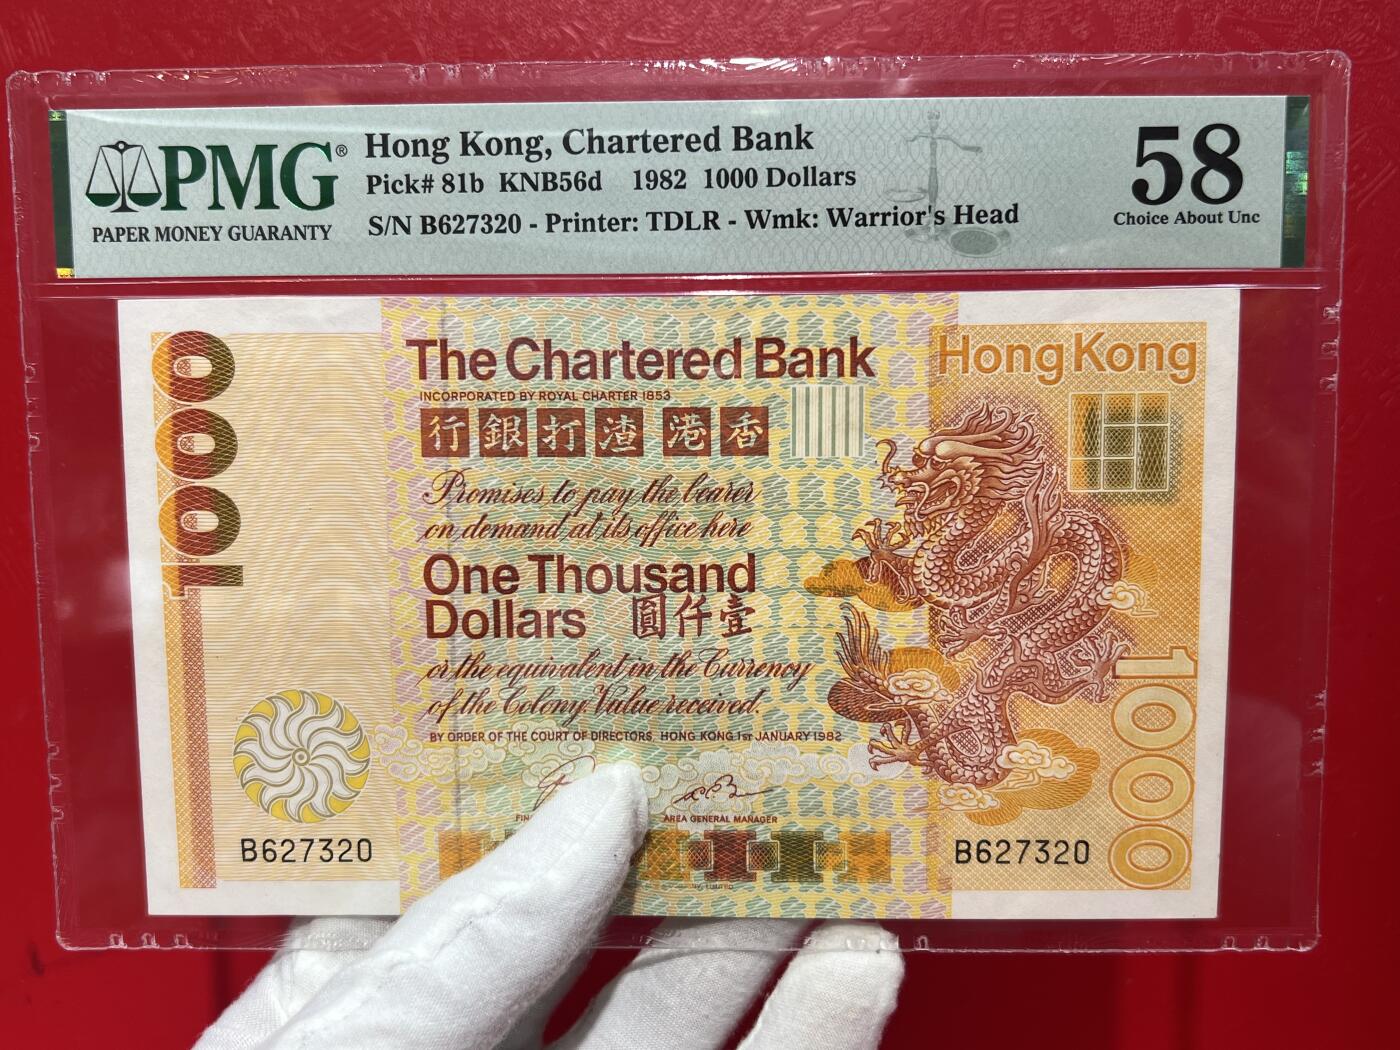 PMG®
PAPER MONEY GUARANTY
Hong Kong, Chartered Bank
Pick# 81b KNB56d 1982 1000 Dollars
S/N B627320 - Printer: TDLR - Wmk: Warrior's Head
58
Choice About Unc
1000
The Chartered Bank
Hong Kong
INCORPORATED BY ROYAL CHARTER 1853
行銀打渣 港香
Promises to pay the bearer
on demand at its office here
One Thousand
Dollars 圓仟壹
or the equivalent in the Currency
of the Colony. Value received.
BY ORDER OF THE COURT OF DIRECTORS, HONG KONG 1ST JANUARY 1982
AREA GENERAL MANAGER
B627320
B627320
1000